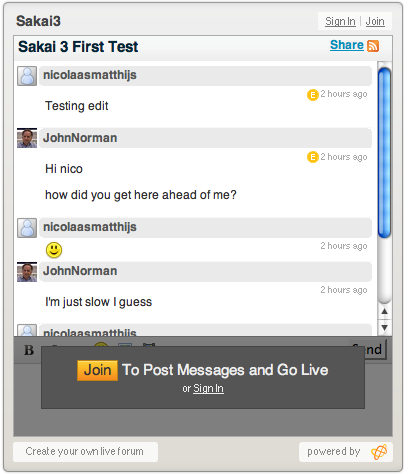 Sakai3
Sign In | Join
Sakai 3 First Test
Share
nicolaasmatthijs
E 2 hours ago
Testing edit
JohnNorman
E 2 hours ago
Hi nico
how did you get here ahead of me?
nicolaasmatthijs
2 hours ago
JohnNorman
2 hours ago
I'm just slow I guess
nicolaasmatthijs
B
Join To Post Messages and Go Live
or Sign In
Create your own live forum
powered by